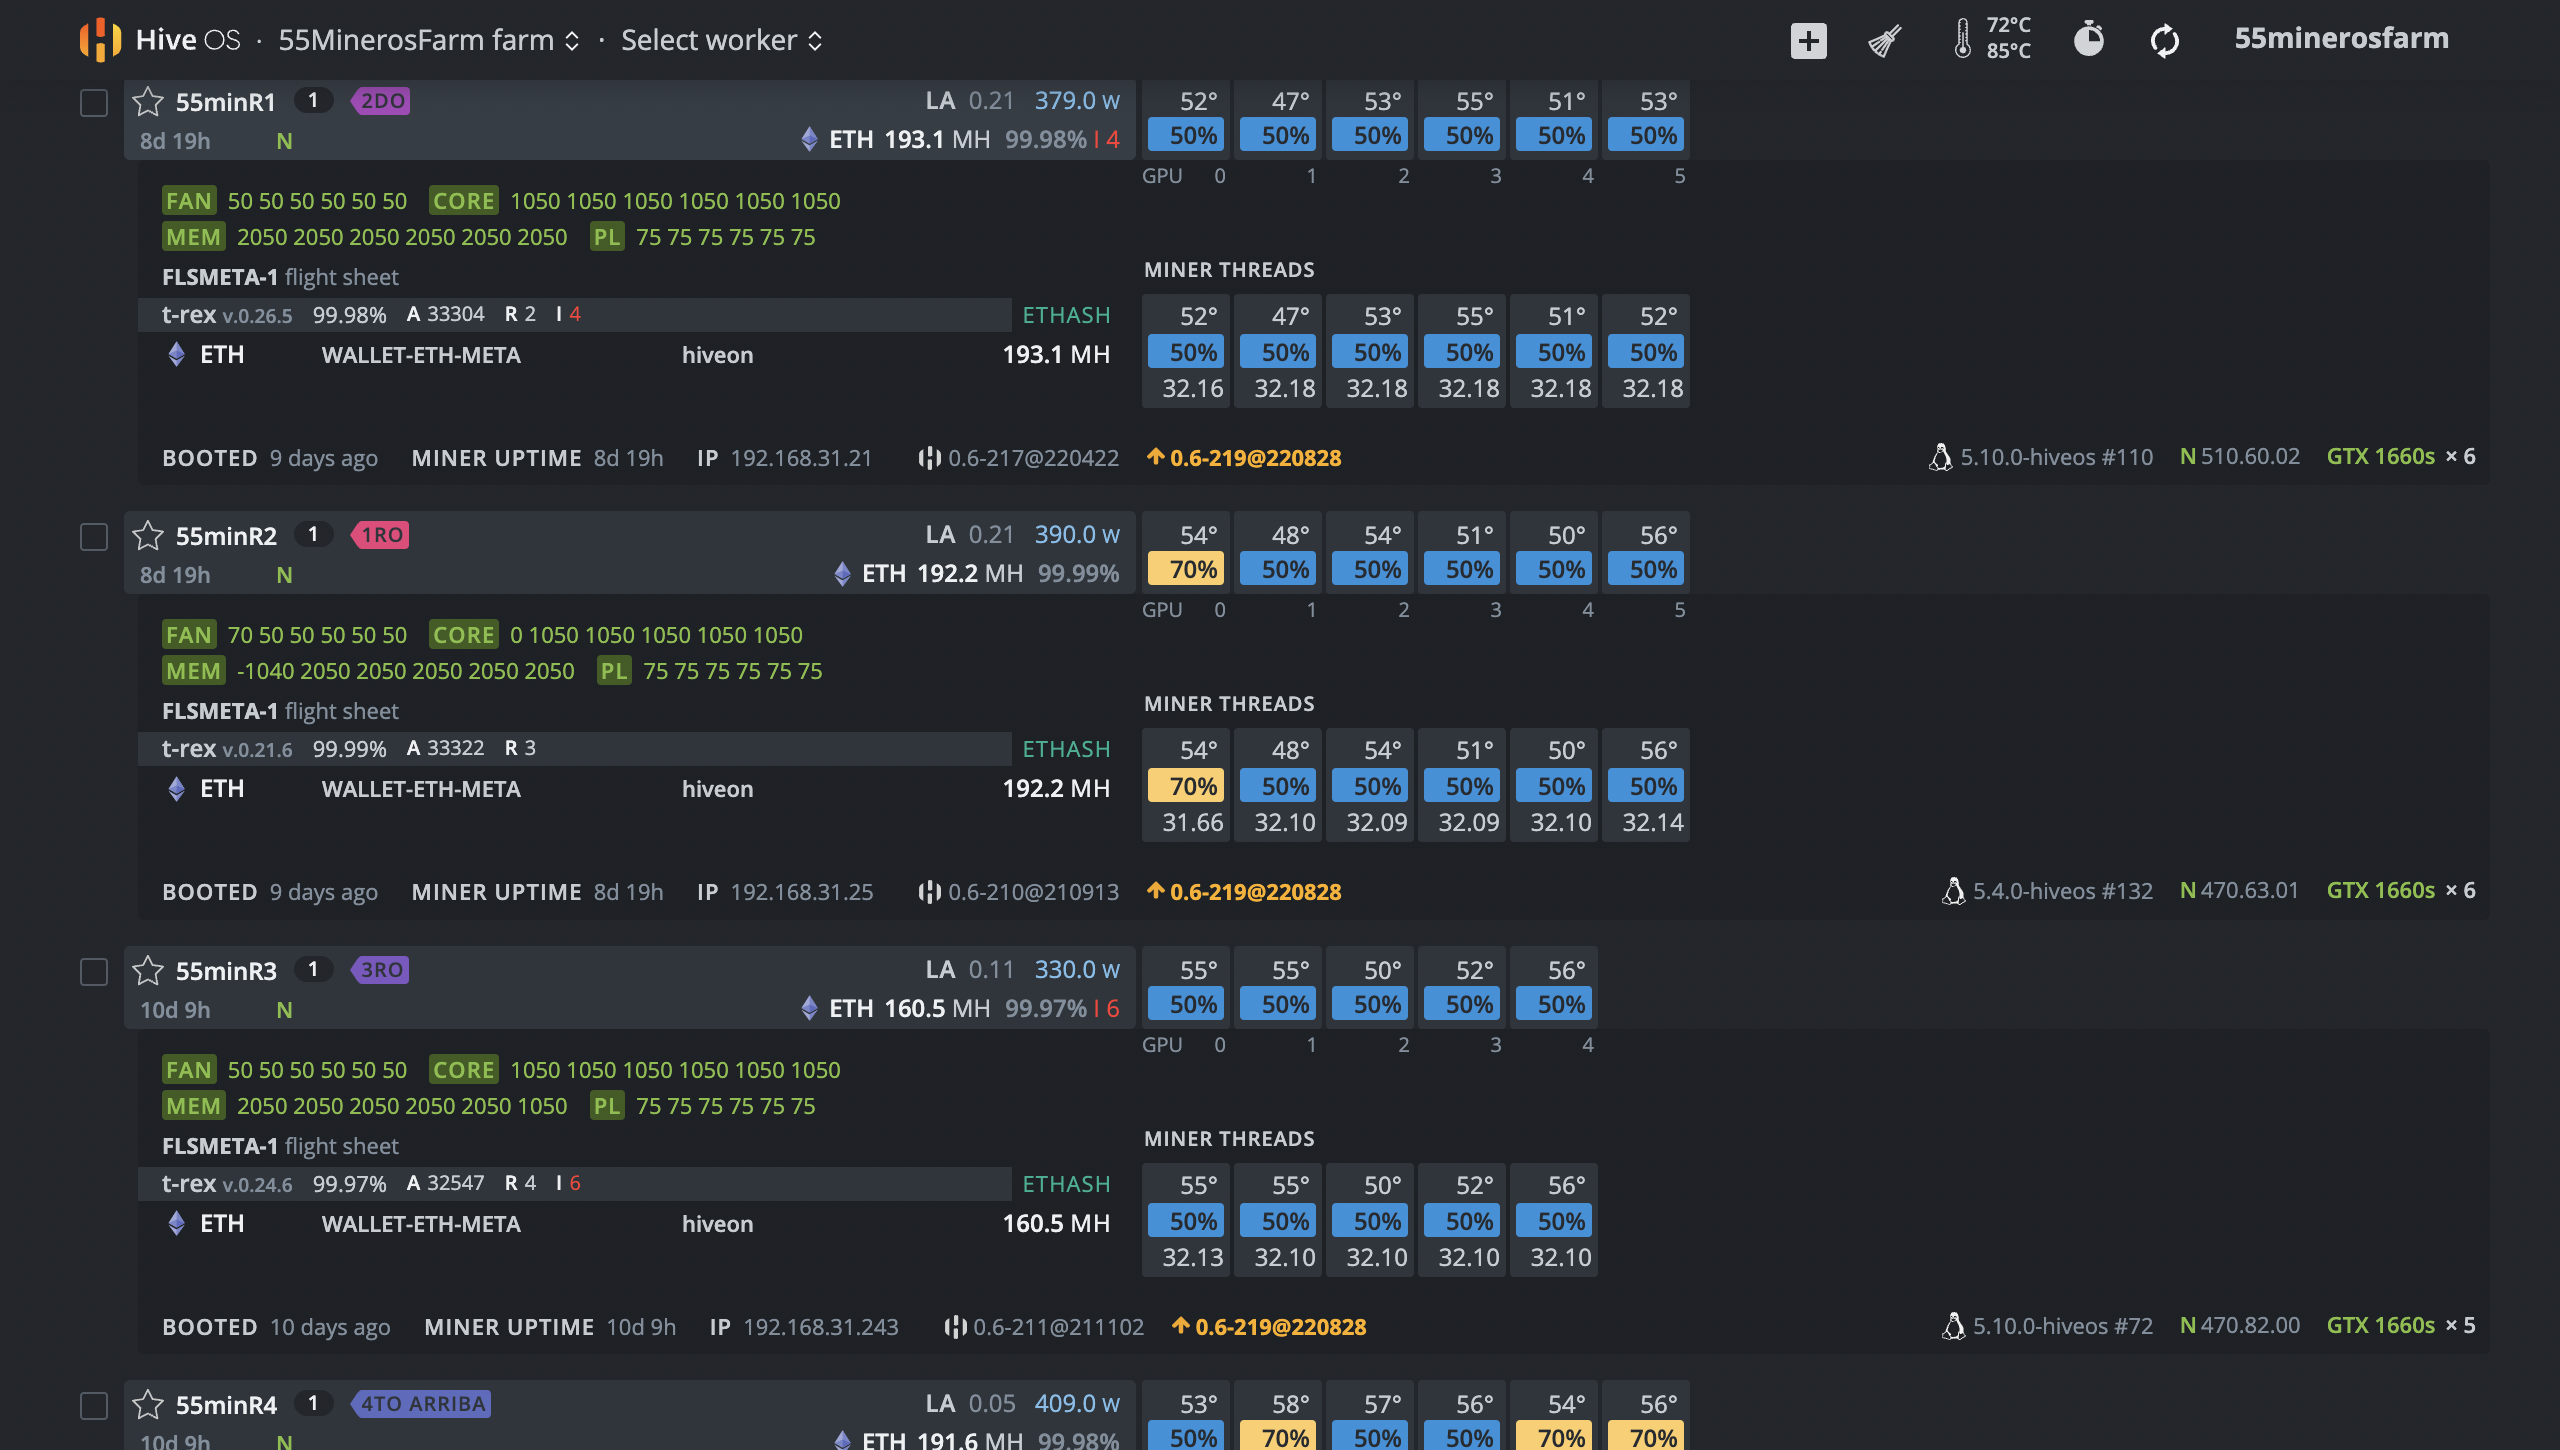 Hive OS · 55MinerosFarm farm · Select worker 72°C 85°C 55minerosfarm
55minR1 1 2DO LA 0.21 379.0 w 52° 47° 53° 55° 51° 53°
8d 19h N ETH 193.1 MH 99.98% I 4 50% 50% 50% 50% 50% 50%
GPU 0 1 2 3 4 5
FAN 50 50 50 50 50 50 CORE 1050 1050 1050 1050 1050 1050
MEM 2050 2050 2050 2050 2050 2050 PL 75 75 75 75 75 75
FLSMETA-1 flight sheet MINER THREADS
t-rex v.0.26.5 99.98% A 33304 R 2 I 4 ETHASH 52° 47° 53° 55° 51° 52°
ETH WALLET-ETH-META hiveon 193.1 MH 50% 50% 50% 50% 50% 50%
32.16 32.18 32.18 32.18 32.18 32.18
BOOTED 9 days ago MINER UPTIME 8d 19h IP 192.168.31.21 0.6-217@220422 0.6-219@220828 5.10.0-hiveos #110 N 510.60.02 GTX 1660s × 6
55minR2 1 1RO LA 0.21 390.0 w 54° 48° 54° 51° 50° 56°
8d 19h N ETH 192.2 MH 99.99% 70% 50% 50% 50% 50% 50%
GPU 0 1 2 3 4 5
FAN 70 50 50 50 50 50 CORE 0 1050 1050 1050 1050 1050
MEM -1040 2050 2050 2050 2050 2050 PL 75 75 75 75 75 75
FLSMETA-1 flight sheet MINER THREADS
t-rex v.0.21.6 99.99% A 33322 R 3 ETHASH 54° 48° 54° 51° 50° 56°
ETH WALLET-ETH-META hiveon 192.2 MH 70% 50% 50% 50% 50% 50%
31.66 32.10 32.09 32.09 32.10 32.14
BOOTED 9 days ago MINER UPTIME 8d 19h IP 192.168.31.25 0.6-210@210913 0.6-219@220828 5.4.0-hiveos #132 N 470.63.01 GTX 1660s × 6
55minR3 1 3RO LA 0.11 330.0 w 55° 55° 50° 52° 56°
10d 9h N ETH 160.5 MH 99.97% I 6 50% 50% 50% 50% 50%
GPU 0 1 2 3 4
FAN 50 50 50 50 50 50 CORE 1050 1050 1050 1050 1050 1050
MEM 2050 2050 2050 2050 2050 1050 PL 75 75 75 75 75 75
FLSMETA-1 flight sheet MINER THREADS
t-rex v.0.24.6 99.97% A 32547 R 4 I 6 ETHASH 55° 55° 50° 52° 56°
ETH WALLET-ETH-META hiveon 160.5 MH 50% 50% 50% 50% 50%
32.13 32.10 32.10 32.10 32.10
BOOTED 10 days ago MINER UPTIME 10d 9h IP 192.168.31.243 0.6-211@211102 0.6-219@220828 5.10.0-hiveos #72 N 470.82.00 GTX 1660s × 5
55minR4 1 4TO ARRIBA LA 0.05 409.0 w 53° 58° 57° 56° 54° 56°
10d 9h N ETH 191.6 MH 99.98% 50% 70% 50% 50% 70% 70%